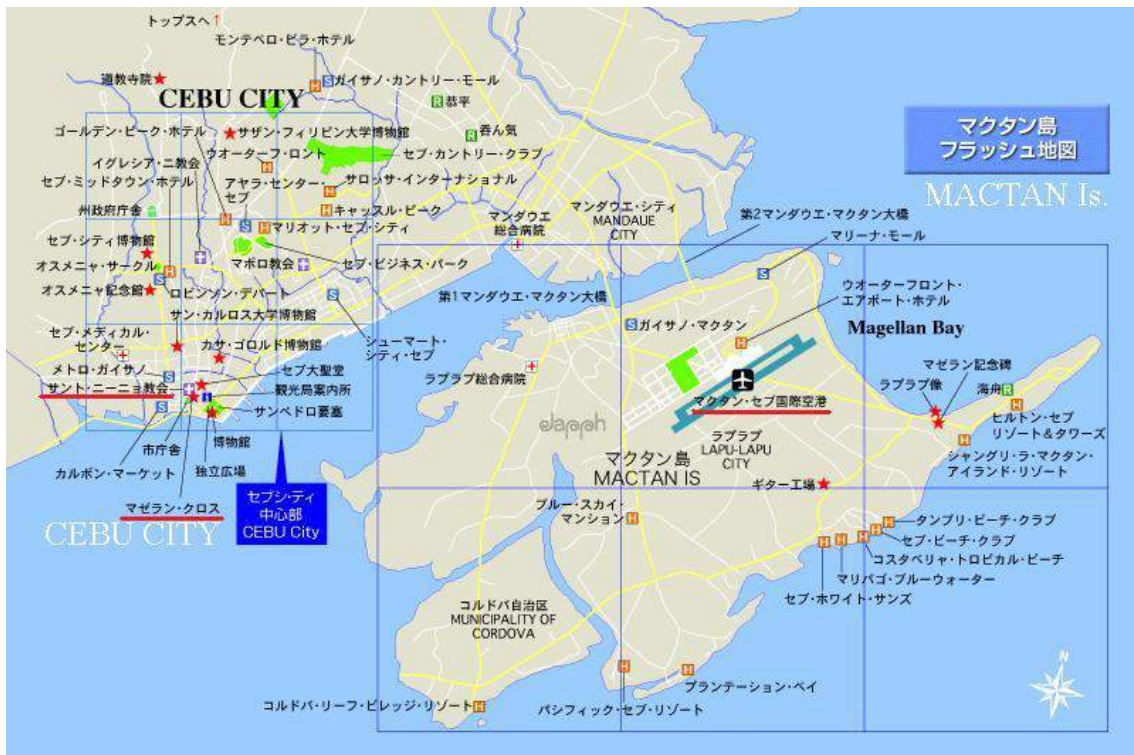 トップスへ↑
モンテベロ・ビラ・ホテル
道教寺院
ガイサノ・カントリー・モール
CEBU CITY
恭平
呑ん気
ゴールデン・ピーク・ホテル
サザン・フィリピン大学博物館
イグレシア・ニ教会
ウオーターフ・ロント
セブ・カントリー・クラブ
セブ・ミッドタウン・ホテル
アヤラ・センター・
セブ
サロッサ・インターナショナル
州政府庁舎
キャッスル・ピーク
マリオット・セブ・シティ
セブ・シティ博物館
マボロ教会
セブ・ビジネス・パーク
オスメニャ・サークル
オスメニャ記念館
ロビンソン・デパート
サン・カルロス大学博物館
セブ・メディカル・
センター
カサ・ゴロルド博物館
シューマート・
シティ・セブ
メトロ・ガイサノ
セブ大聖堂
サント・ニーニョ教会
観光局案内所
サンペドロ要塞
博物館
市庁舎
独立広場
カルボン・マーケット
マゼラン・クロス
セブシ・ティ
中心部
CEBU City
CEBU CITY
マンダウエ
総合病院
マンダウエ・シティ
MANDAUE
CITY
第2マンダウエ・マクタン大橋
マリーナ・モール
第1マンダウエ・マクタン大橋
ウオーターフロント・
エアポート・ホテル
ガイサノ・マクタン
Magellan Bay
マゼラン記念碑
ラプラプ像
海舟
ラプラプ総合病院
マクタン・セブ国際空港
ヒルトン・セブ
リゾート&タワーズ
シャングリ・ラ・マクタン・
アイランド・リゾート
japph
ラプラプ
LAPU-LAPU
CITY
マクタン島
MACTAN IS
ギター工場
ブルー・スカイ・
マンション
タンブリ・ビーチ・クラブ
セブ・ビーチ・クラブ
コスタベリャ・トロピカル・ビーチ
マリバゴ・ブルーウォーター
セブ・ホワイト・サンズ
コルドバ自治区
MUNICIPALITY OF
CORDOVA
プランテーション・ベイ
コルドバ・リーフ・ビレッジ・リゾート
パシフィック・セブ・リゾート
マクタン島
フラッシュ地図
MACTAN Is.
N